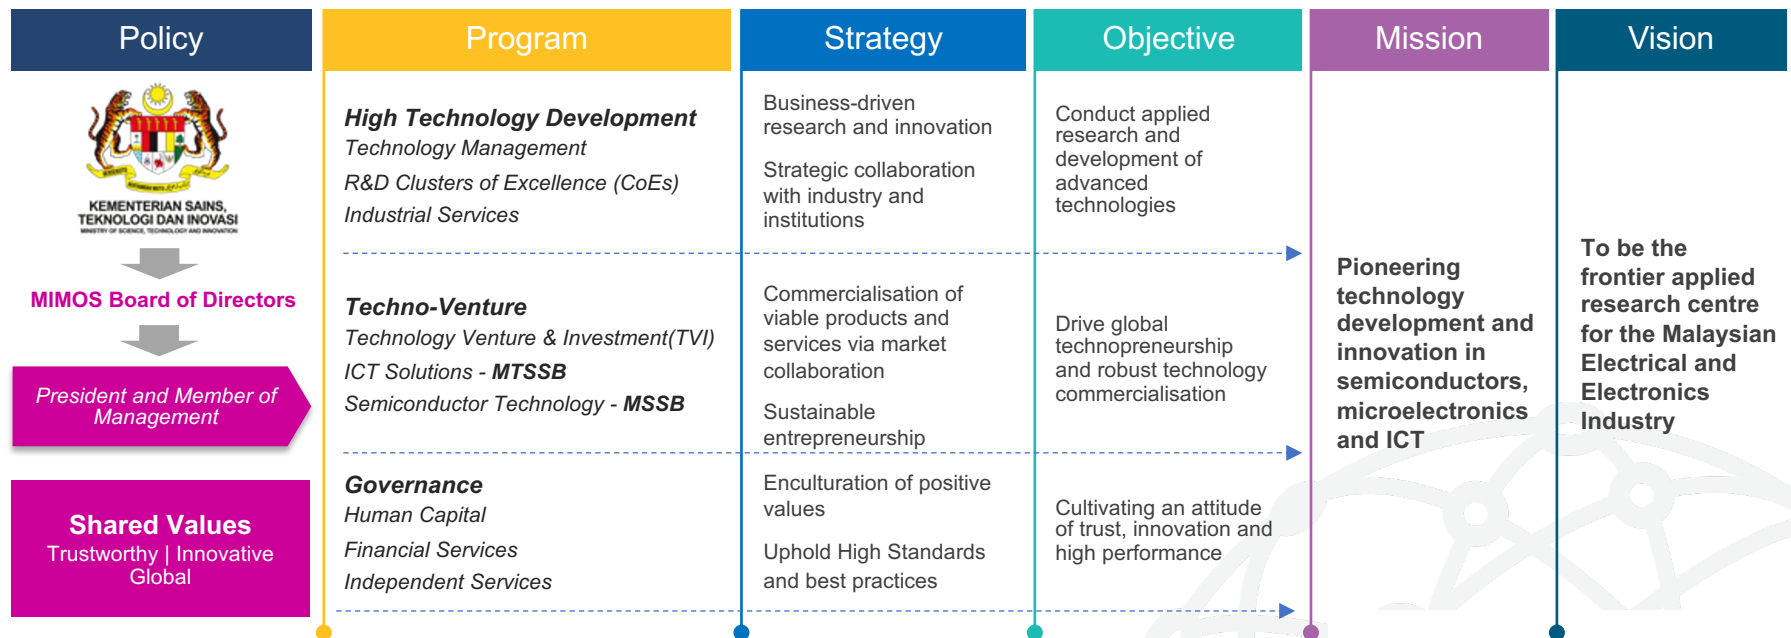 Policy
KEMENTERIAN SAINS,
TEKNOLOGI DAN INOVASI
MINISTRY OF SCIENCE, TECHNOLOGY AND INNOVATION
MIMOS Board of Directors
President and Member of
Management
Shared Values
Trustworthy | Innovative
Global
Program
High Technology Development
Technology Management
R&D Clusters of Excellence (CoEs)
Industrial Services
Techno-Venture
Technology Venture & Investment(TVI)
ICT Solutions - MTSSB
Semiconductor Technology - MSSB
Governance
Human Capital
Financial Services
Independent Services
Strategy
Business-driven
research and innovation
Strategic collaboration
with industry and
institutions
Commercialisation of
viable products and
services via market
collaboration
Sustainable
entrepreneurship
Enculturation of positive
values
Uphold High Standards
and best practices
Objective
Conduct applied
research and
development of
advanced
technologies
Drive global
technopreneurship
and robust technology
commercialisation
Cultivating an attitude
of trust, innovation and
high performance
Mission
Pioneering
technology
development and
innovation in
semiconductors,
microelectronics
and ICT
Vision
To be the
frontier applied
research centre
for the Malaysian
Electrical and
Electronics
Industry